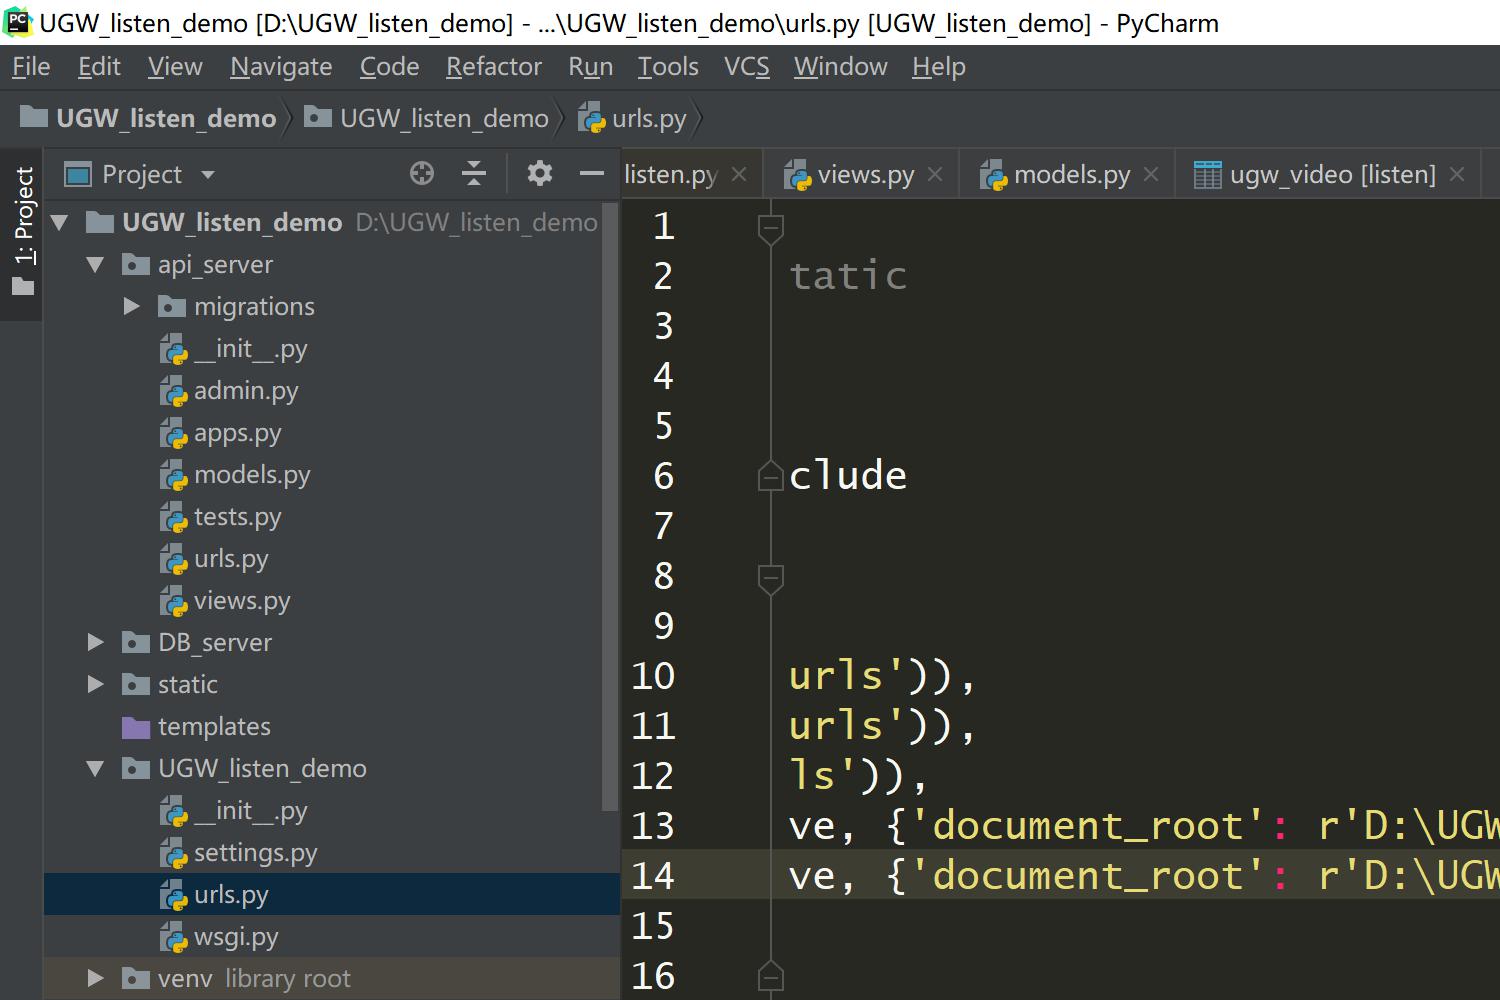 UGW_listen_demo [D:\UGW_listen_demo] - ...\UGW_listen_demo\urls.py [UGW_listen_demo] - PyCharm
File Edit View Navigate Code Refactor Run Tools VCS Window Help
UGW_listen_demo UGW_listen_demo urls.py
1: Project
Project
listen.py views.py models.py ugw_video [listen]
UGW_listen_demo D:\UGW_listen_demo
api_server
migrations
__init__.py
admin.py
apps.py
models.py
tests.py
urls.py
views.py
DB_server
static
templates
UGW_listen_demo
__init__.py
settings.py
urls.py
wsgi.py
venv library root
1
2 tatic
3
4
5
6 clude
7
8
9
10 urls')),
11 urls')),
12 ls')),
13 ve, {'document_root': r'D:\UGW
14 ve, {'document_root': r'D:\UGW
15
16